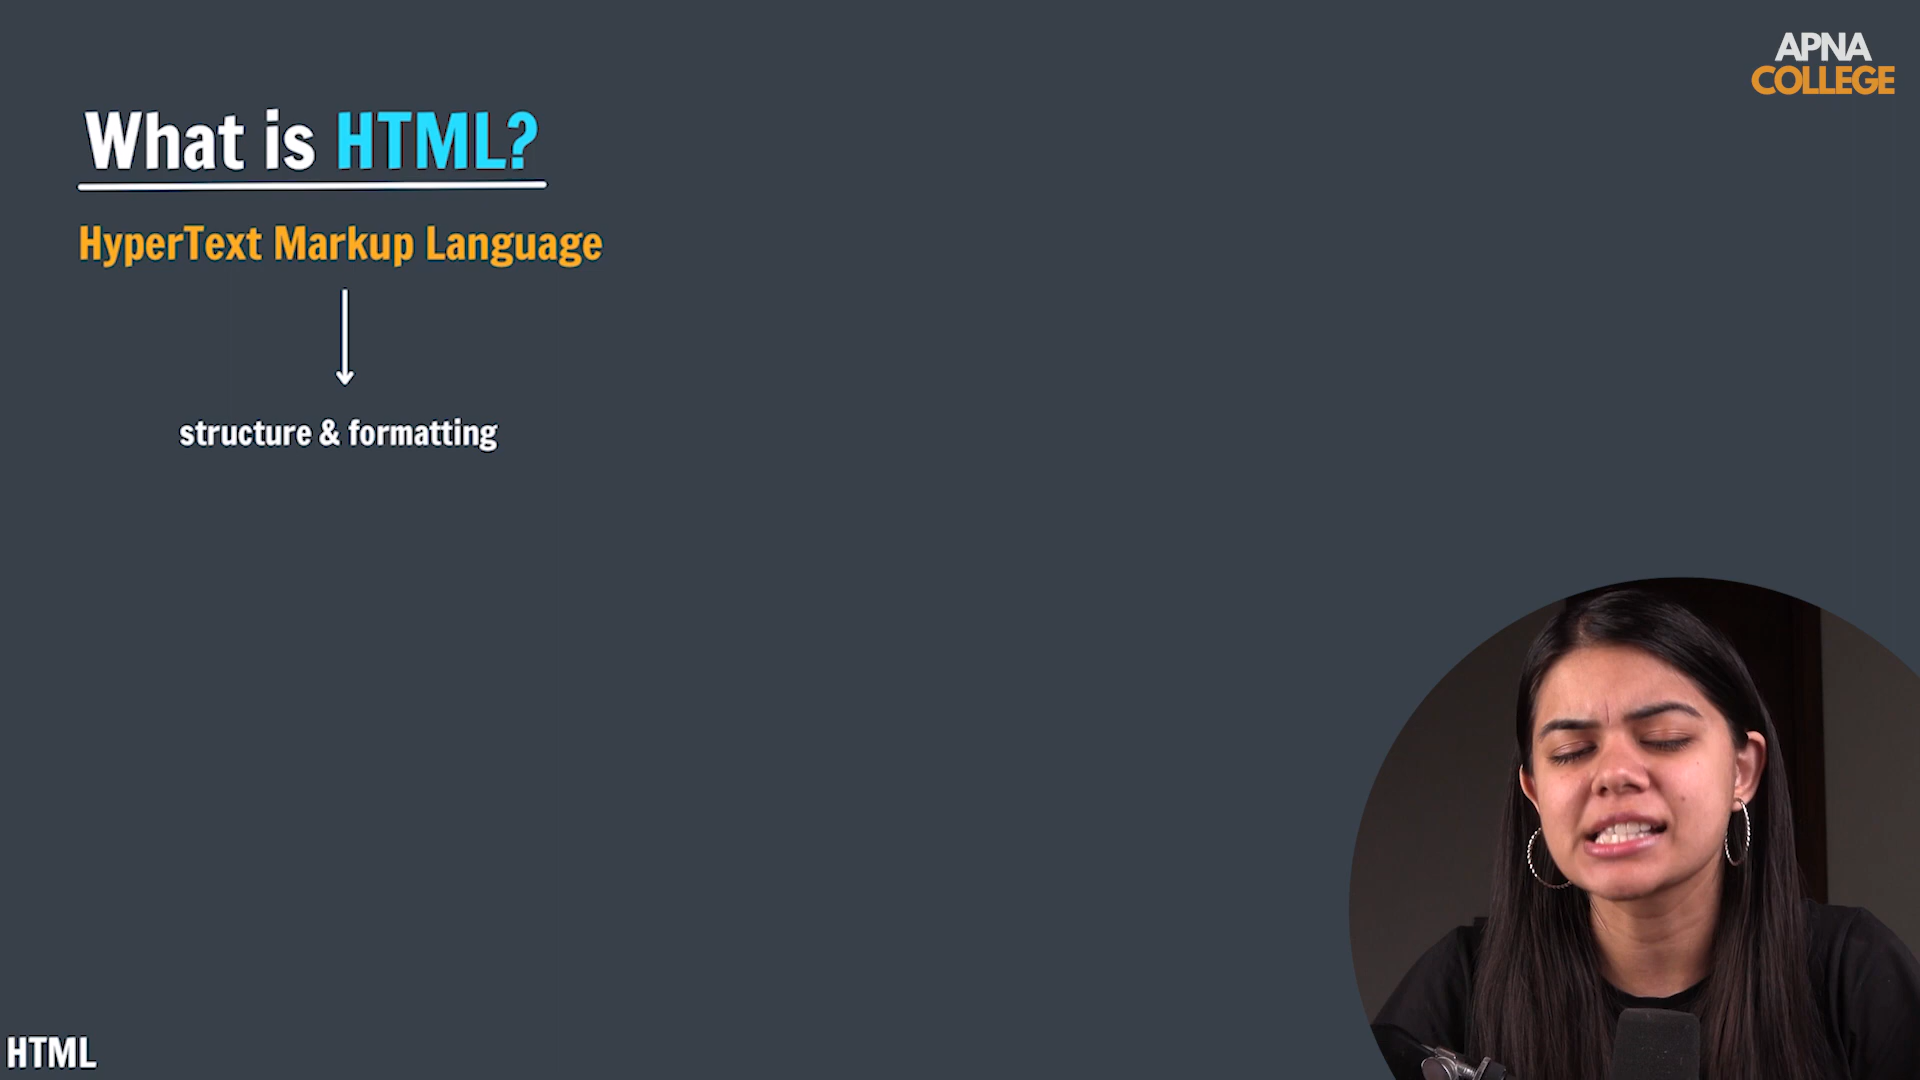 APNA
COLLEGE
What is HTML?
HyperText Markup Language
structure & formatting
HTML